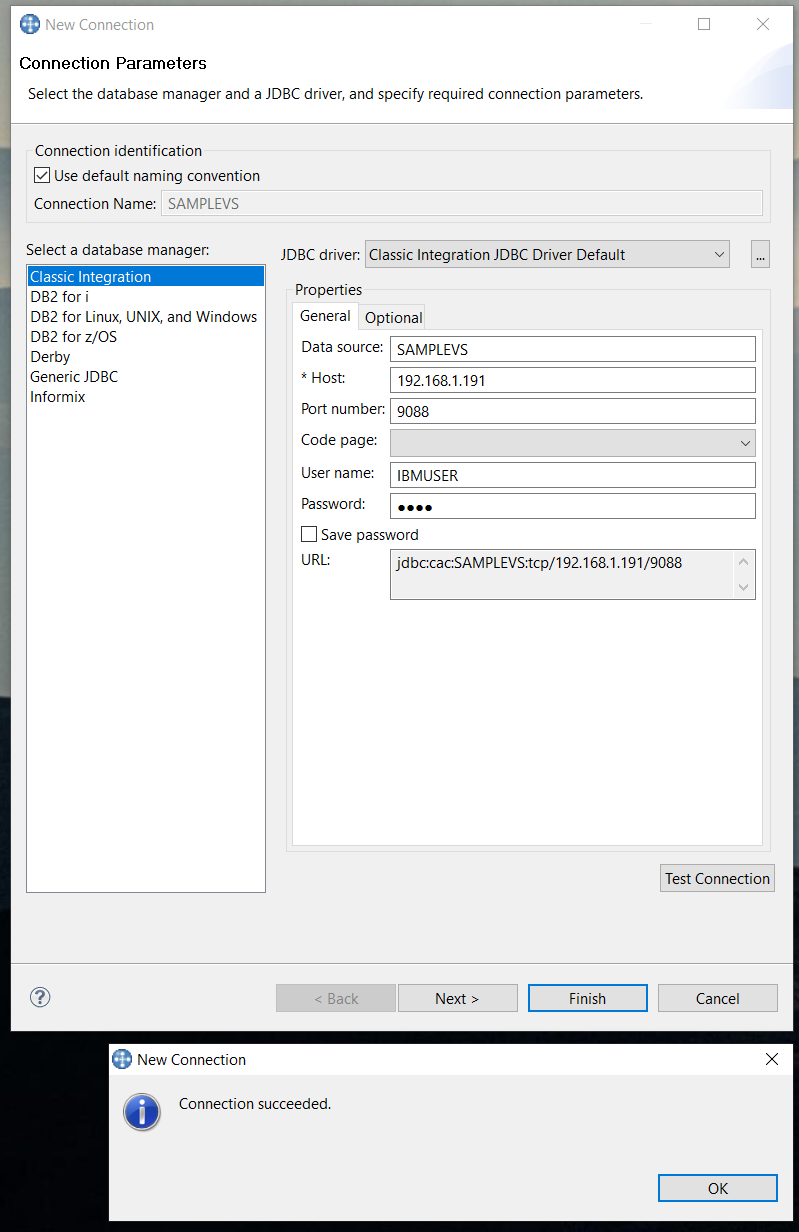 New Connection
Connection Parameters
Select the database manager and a JDBC driver, and specify required connection parameters.
Connection identification
Use default naming convention
Connection Name: SAMPLEVS
Select a database manager:
Classic Integration
DB2 for i
DB2 for Linux, UNIX, and Windows
DB2 for z/OS
Derby
Generic JDBC
Informix
JDBC driver: Classic Integration JDBC Driver Default ...
Properties
General Optional
Data source: SAMPLEVS
* Host: 192.168.1.191
Port number: 9088
Code page:
User name: IBMUSER
Password: ●●●●
Save password
URL: jdbc:cac:SAMPLEVS:tcp/192.168.1.191/9088
Test Connection
? < Back Next > Finish Cancel
New Connection
Connection succeeded.
OK